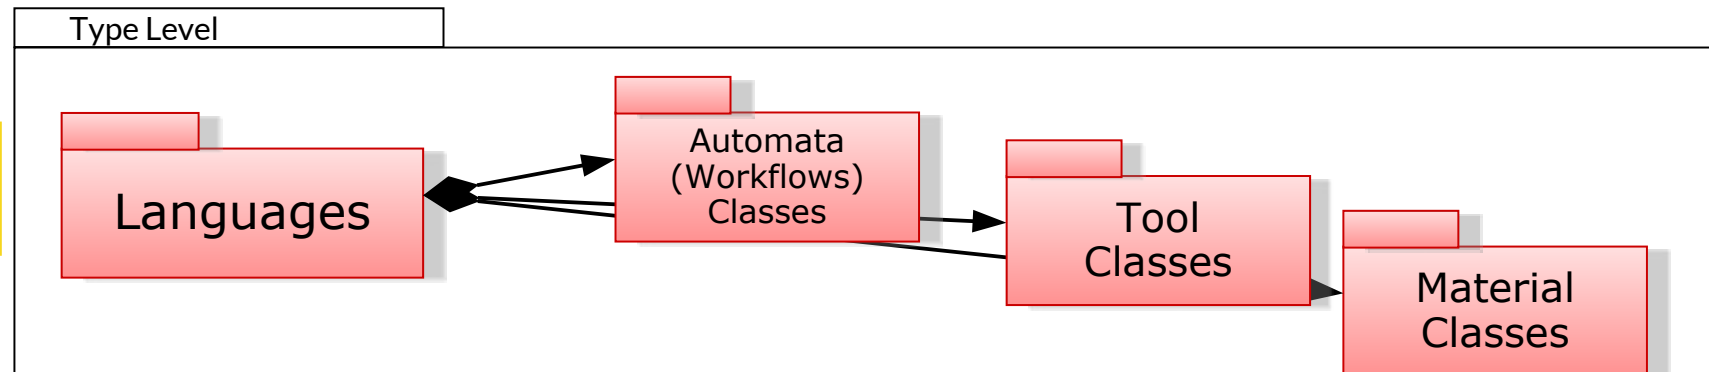 Type Level
Languages
Automata
(Workflows)
Classes
Tool
Classes
Material
Classes